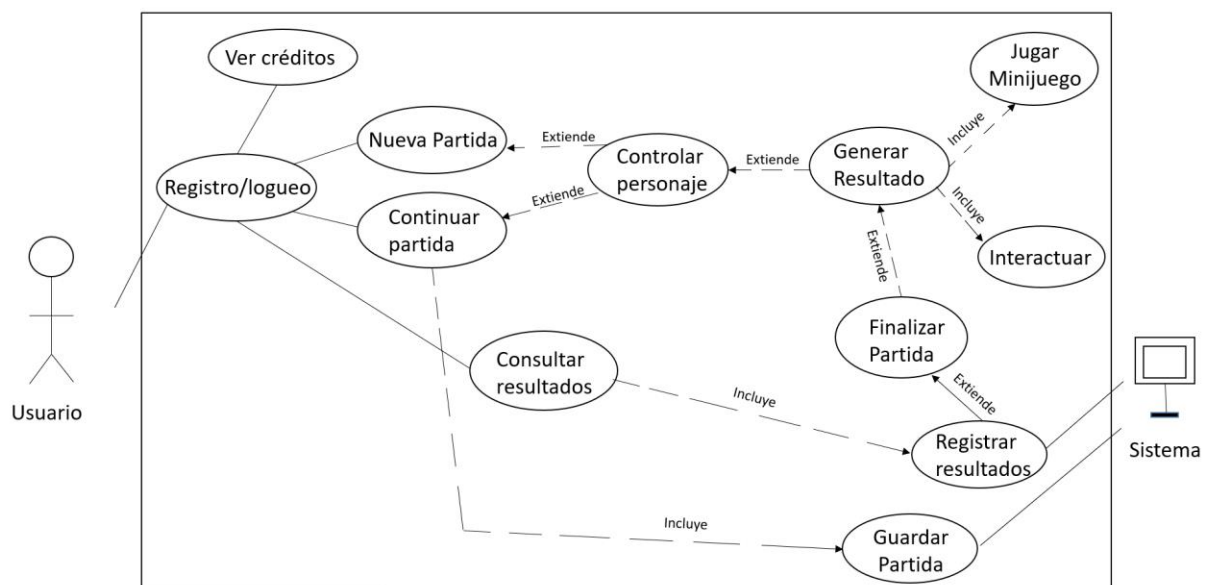 Ver créditos
Jugar
Minijuego
Nueva Partida
Extiende
Controlar
personaje
Extiende
Generar
Resultado
Incluye
Registro/logueo
Extiende
Continuar
partida
Incluye
Interactuar
Extiende
Finalizar
Partida
Consultar
resultados
Incluye
Extiende
Registrar
resultados
Usuario
Sistema
Incluye
Guardar
Partida